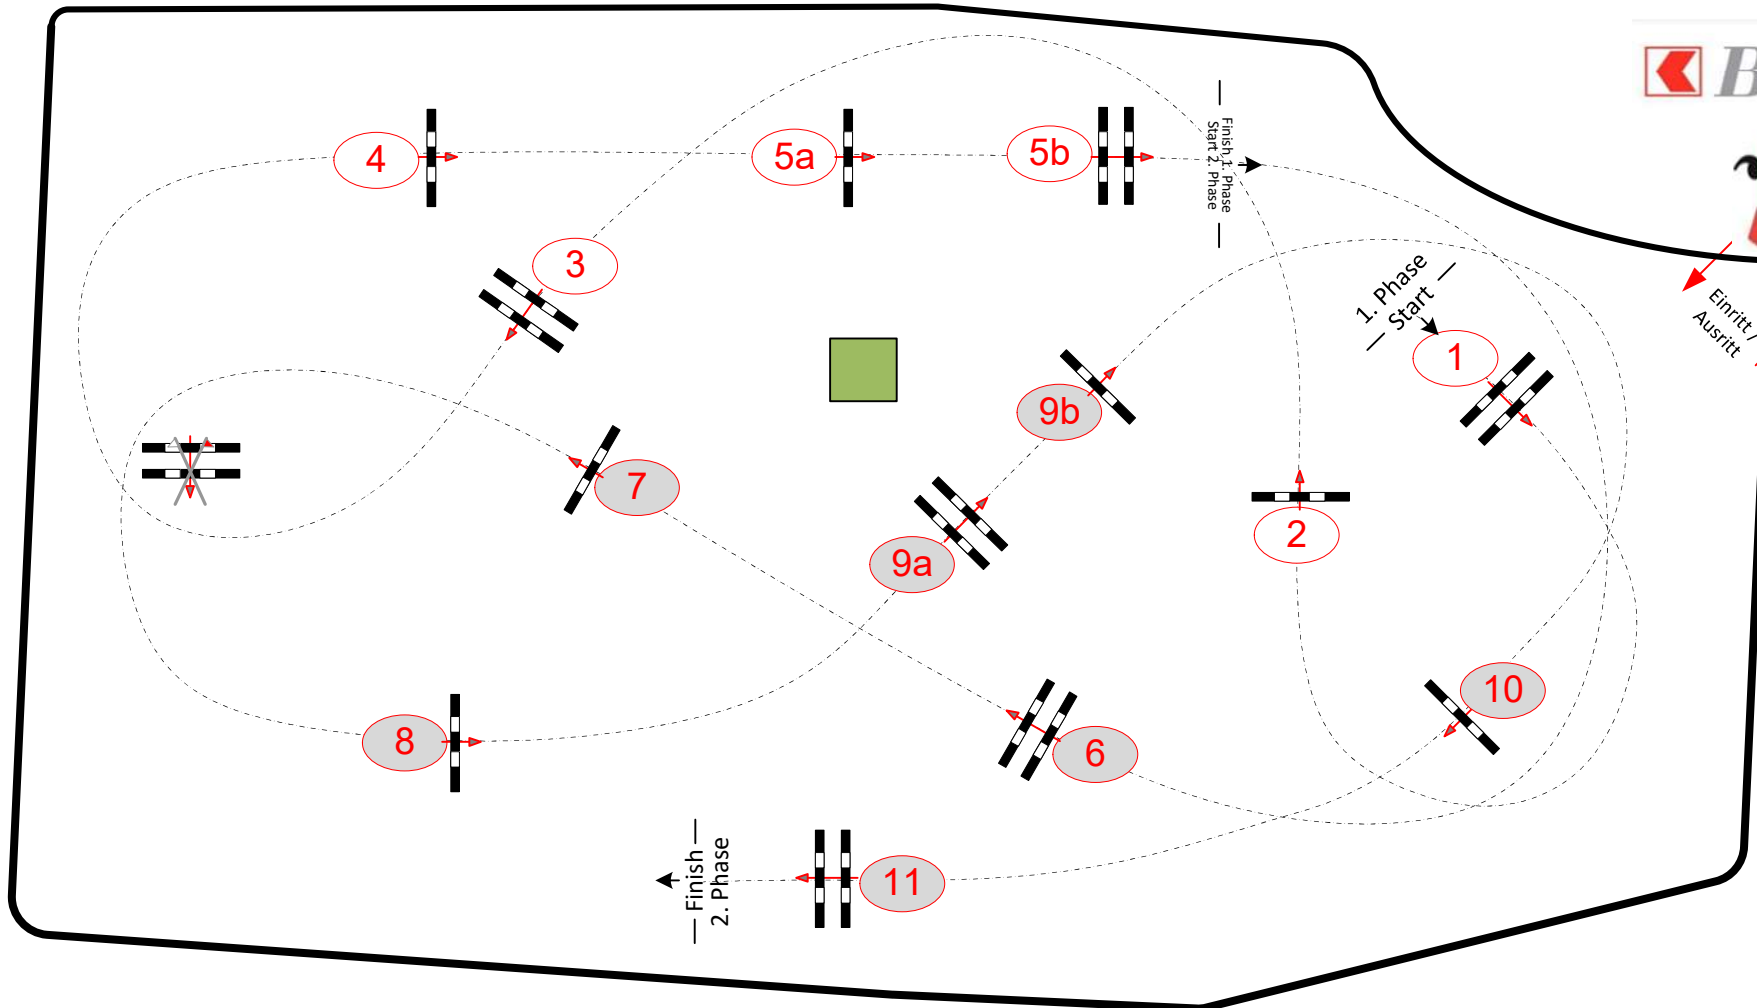 B
4
5a
5b
Finish 1. Phase
Start 2. Phase
3
1. Phase
Start
1
Einritt /
Ausritt
9b
7
2
9a
10
8
6
11
Finish
2. Phase